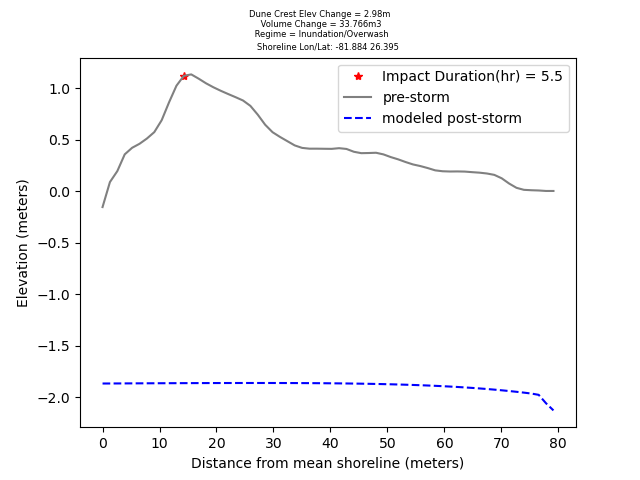 Dune Crest Elev Change = 2.98m
Volume Change = 33.766m3
Regime = Inundation/Overwash
Shoreline Lon/Lat: -81.884 26.395
Impact Duration(hr) = 5.5
pre-storm
modeled post-storm
Elevation (meters)
1.0
0.5
0.0
−0.5
−1.0
−1.5
−2.0
0 10 20 30 40 50 60 70 80
Distance from mean shoreline (meters)